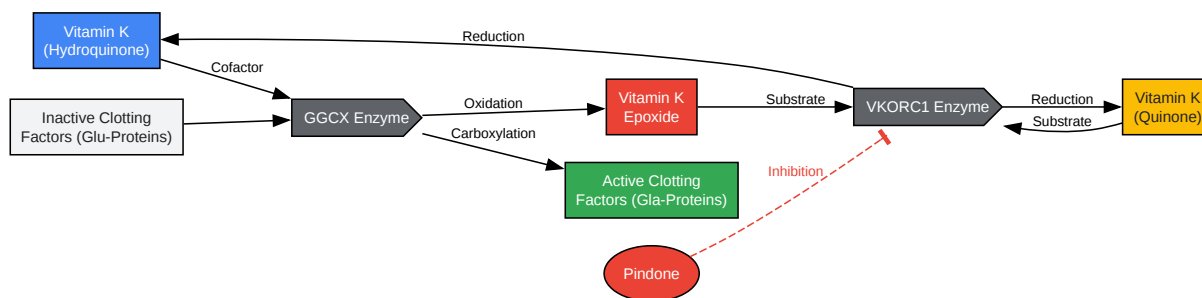 Vitamin K
(Hydroquinone)
Reduction
Cofactor
Inactive Clotting
Factors (Glu-Proteins)
GGCX Enzyme
Oxidation
Carboxylation
Vitamin K
Epoxide
Substrate
VKORC1 Enzyme
Reduction
Substrate
Vitamin K
(Quinone)
Active Clotting
Factors (Gla-Proteins)
Inhibition
Pindone